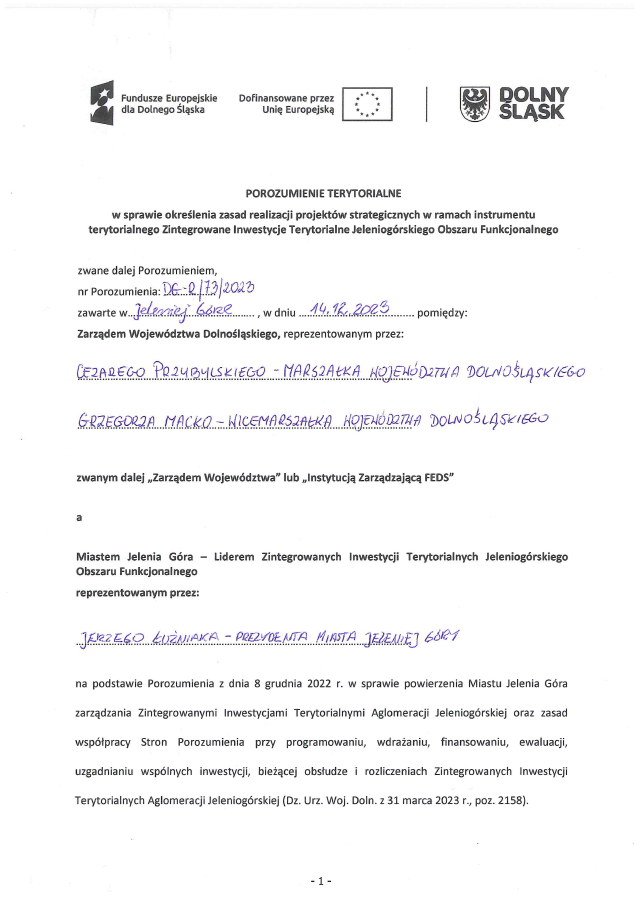 Fundusze Europejskie
dla Dolnego Śląska
Dofinansowane przez
Unię Europejską
DOLNY
ŚLĄSK
POROZUMIENIE TERYTORIALNE
w sprawie określenia zasad realizacji projektów strategicznych w ramach instrumentu
terytorialnego Zintegrowane Inwestycje Terytorialne Jeleniogórskiego Obszaru Funkcjonalnego
zwane dalej Porozumieniem,
nr Porozumienia: DG-R/73/2023
zawarte w Jeleniej Górze, w dniu 14.12.2023 pomiędzy:
Zarządem Województwa Dolnośląskiego, reprezentowanym przez:
CEZAREGO PRZYBYLSKIEGO – MARSZAŁKA WOJEWÓDZTWA DOLNOŚLĄSKIEGO
GRZEGORZA MACKO – WICEMARSZAŁKA WOJEWÓDZTWA DOLNOŚLĄSKIEGO
zwanym dalej „Zarządem Województwa” lub „Instytucją Zarządzającą FEDS”
a
Miastem Jelenia Góra – Liderem Zintegrowanych Inwestycji Terytorialnych Jeleniogórskiego
Obszaru Funkcjonalnego
reprezentowanym przez:
JERZEGO ŁUŻNIAKA – PREZYDENTA MIASTA JELENIEJ GÓRY
na podstawie Porozumienia z dnia 8 grudnia 2022 r. w sprawie powierzenia Miastu Jelenia Góra
zarządzania Zintegrowanymi Inwestycjami Terytorialnymi Aglomeracji Jeleniogórskiej oraz zasad
współpracy Stron Porozumienia przy programowaniu, wdrażaniu, finansowaniu, ewaluacji,
uzgadnianiu wspólnych inwestycji, bieżącej obsłudze i rozliczeniach Zintegrowanych Inwestycji
Terytorialnych Aglomeracji Jeleniogórskiej (Dz. Urz. Woj. Doln. z 31 marca 2023 r., poz. 2158).
- 1 -